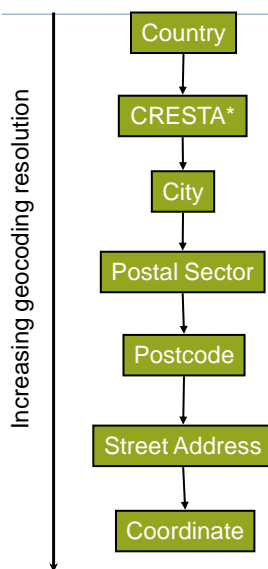 Country
CRESTA*
City
Postal Sector
Postcode
Street Address
Coordinate
Increasing geocoding resolution